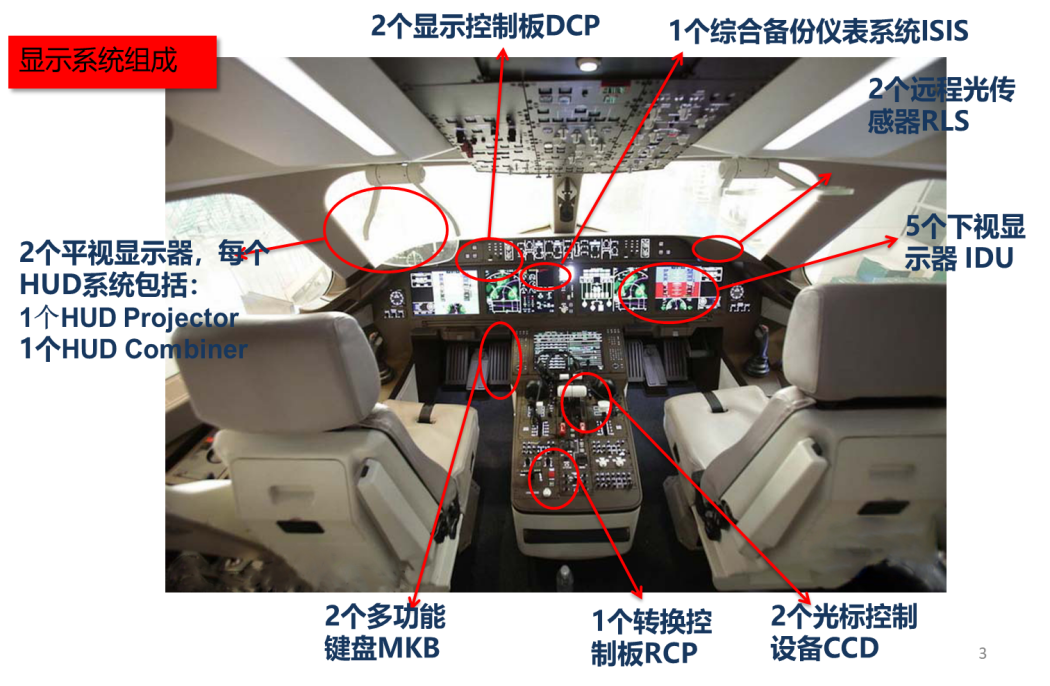 2个显示控制板DCP
1个综合备份仪表系统ISIS
显示系统组成
2个远程光传
感器RLS
5个下视显
示器 IDU
2个平视显示器，每个
HUD系统包括：
1个HUD Projector
1个HUD Combiner
2个多功能
键盘MKB
1个转换控
制板RCP
2个光标控制
设备CCD
3